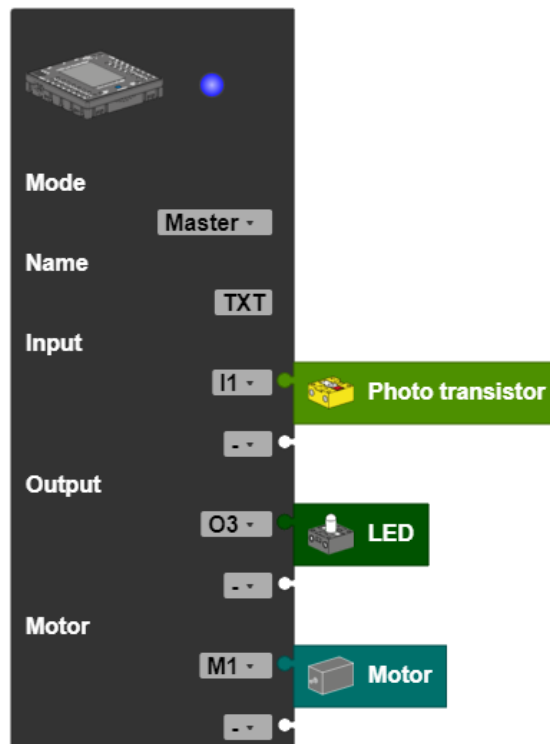 Mode
Master
Name
TXT
Input
I1
Photo transistor
-
Output
O3
LED
-
Motor
M1
Motor
-